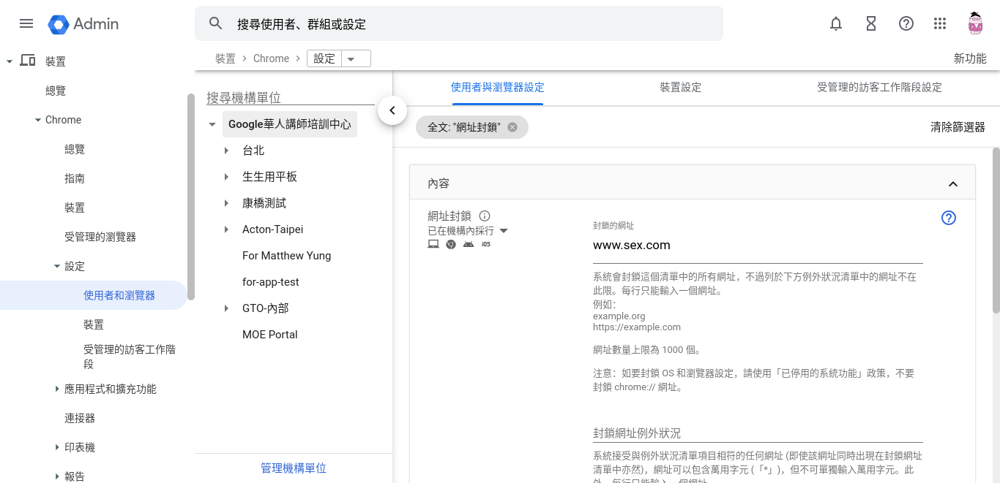 Admin
搜尋使用者、群組或設定
裝置
總覽
Chrome
總覽
指南
裝置
受管理的瀏覽器
設定
使用者和瀏覽器
裝置
受管理的訪客工作階
段
應用程式和擴充功能
連接器
印表機
報告
裝置 > Chrome > 設定
新功能
搜尋機構單位
Google華人講師培訓中心
台北
生生用平板
康橋測試
Acton-Taipei
For Matthew Yung
for-app-test
GTO-內部
MOE Portal
管理機構單位
使用者與瀏覽器設定
裝置設定
受管理的訪客工作階段設定
全文: "網址封鎖"
清除篩選器
內容
網址封鎖
已在機構內採行
iOS
封鎖的網址
www.sex.com
系統會封鎖這個清單中的所有網址，不過列於下方例外狀況清單中的網址不在
此限。每行只能輸入一個網址。
例如：
example.org
https://example.com
網址數量上限為 1000 個。
注意：如要封鎖 OS 和瀏覽器設定，請使用「已停用的系統功能」政策，不要
封鎖 chrome:// 網址。
封鎖網址例外狀況
系統接受與例外狀況清單項目相符的任何網址 (即使該網址同時出現在封鎖網址
清單中亦然)，網址可以包含萬用字元 (「*」)，但不可單獨輸入萬用字元。此
外，每行只能輸入一個網址。